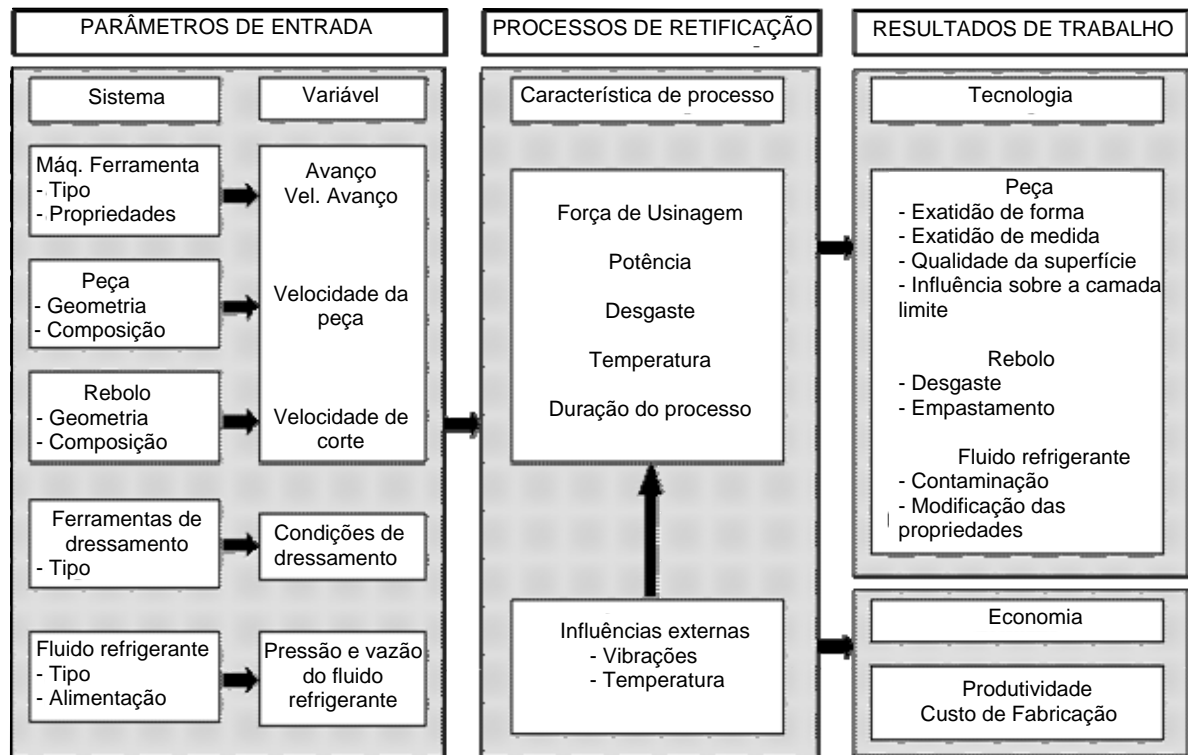 PARÂMETROS DE ENTRADA
Sistema
Variável
Máq. Ferramenta
- Tipo
- Propriedades
Avanço
Vel. Avanço
Peça
- Geometria
- Composição
Velocidade da
peça
Rebolo
- Geometria
- Composição
Velocidade de
corte
Ferramentas de
dressamento
- Tipo
Condições de
dressamento
Fluido refrigerante
- Tipo
- Alimentação
Pressão e vazão
do fluido
refrigerante
PROCESSOS DE RETIFICAÇÃO
Característica de processo
Força de Usinagem
Potência
Desgaste
Temperatura
Duração do processo
Influências externas
- Vibrações
- Temperatura
RESULTADOS DE TRABALHO
Tecnologia
Peça
- Exatidão de forma
- Exatidão de medida
- Qualidade da superfície
- Influência sobre a camada
limite
Rebolo
- Desgaste
- Empastamento
Fluido refrigerante
- Contaminação
- Modificação das
propriedades
Economia
Produtividade
Custo de Fabricação